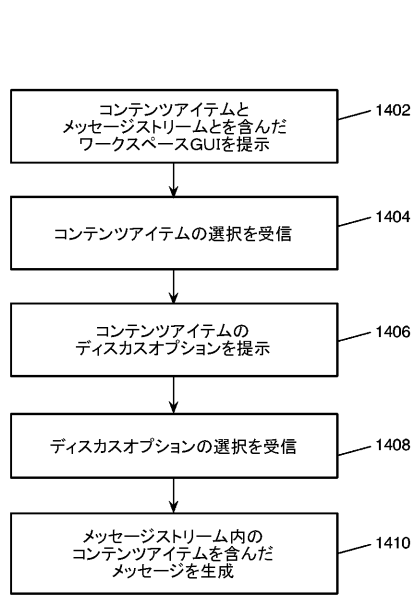 コンテンツアイテムと
メッセージストリームとを含んだ
ワークスペースGUIを提示
1402
コンテンツアイテムの選択を受信
1404
コンテンツアイテムの
ディスカスオプションを提示
1406
ディスカスオプションの選択を受信
1408
メッセージストリーム内の
コンテンツアイテムを含んだ
メッセージを生成
1410